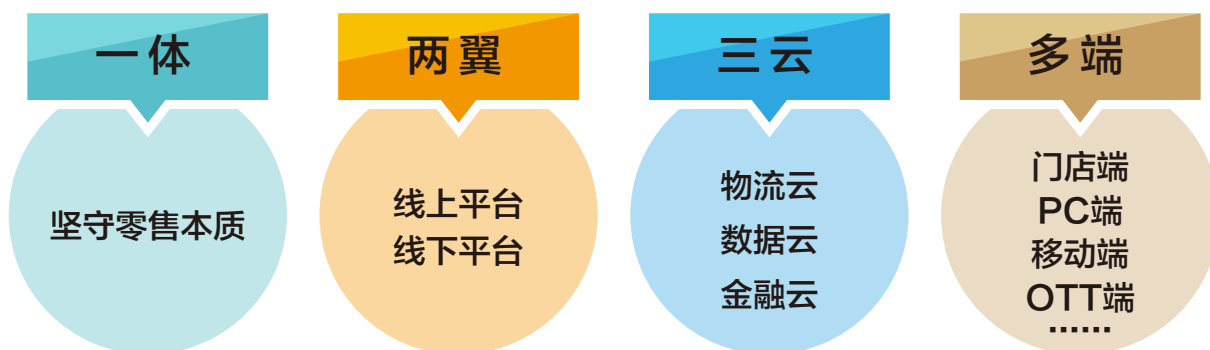 一体
坚守零售本质
两翼
线上平台
线下平台
三云
物流云
数据云
金融云
多端
门店端
PC端
移动端
OTT端
······